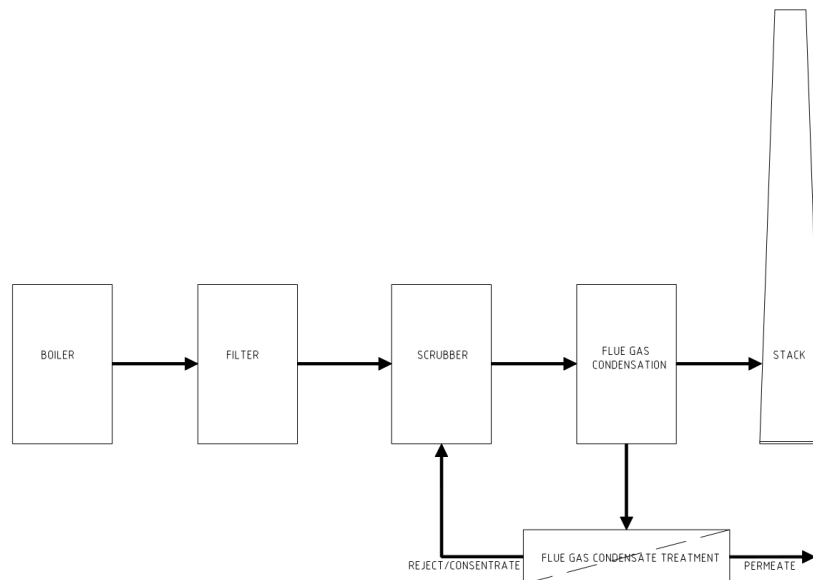 BOILER
FILTER
SCRUBBER
FLUE GAS
CONDENSATION
STACK
FLUE GAS CONDENSATE TREATMENT
REJECT/CONSENTRATE
PERMEATE